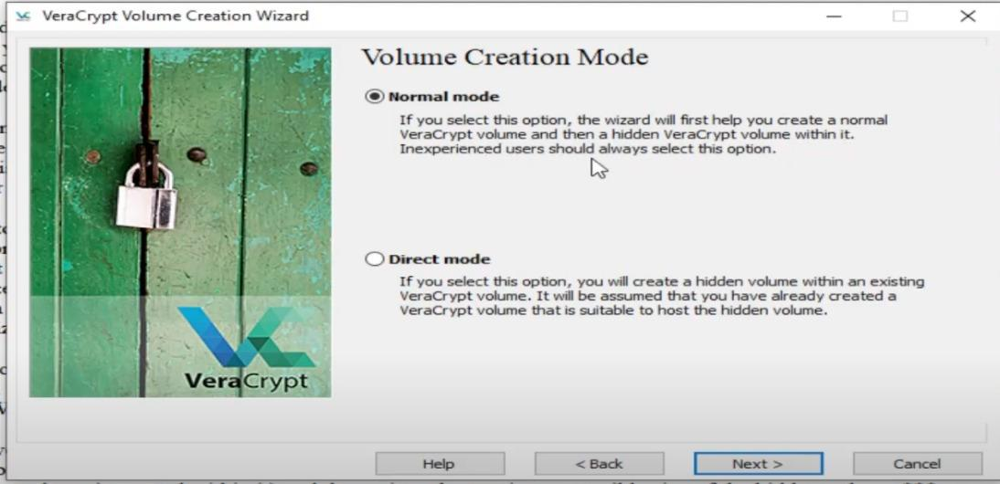 VeraCrypt Volume Creation Wizard
Volume Creation Mode
Normal mode
If you select this option, the wizard will first help you create a normal
VeraCrypt volume and then a hidden VeraCrypt volume within it.
Inexperienced users should always select this option.
Direct mode
If you select this option, you will create a hidden volume within an existing
VeraCrypt volume. It will be assumed that you have already created a
VeraCrypt volume that is suitable to host the hidden volume.
VeraCrypt
Help
< Back
Next >
Cancel